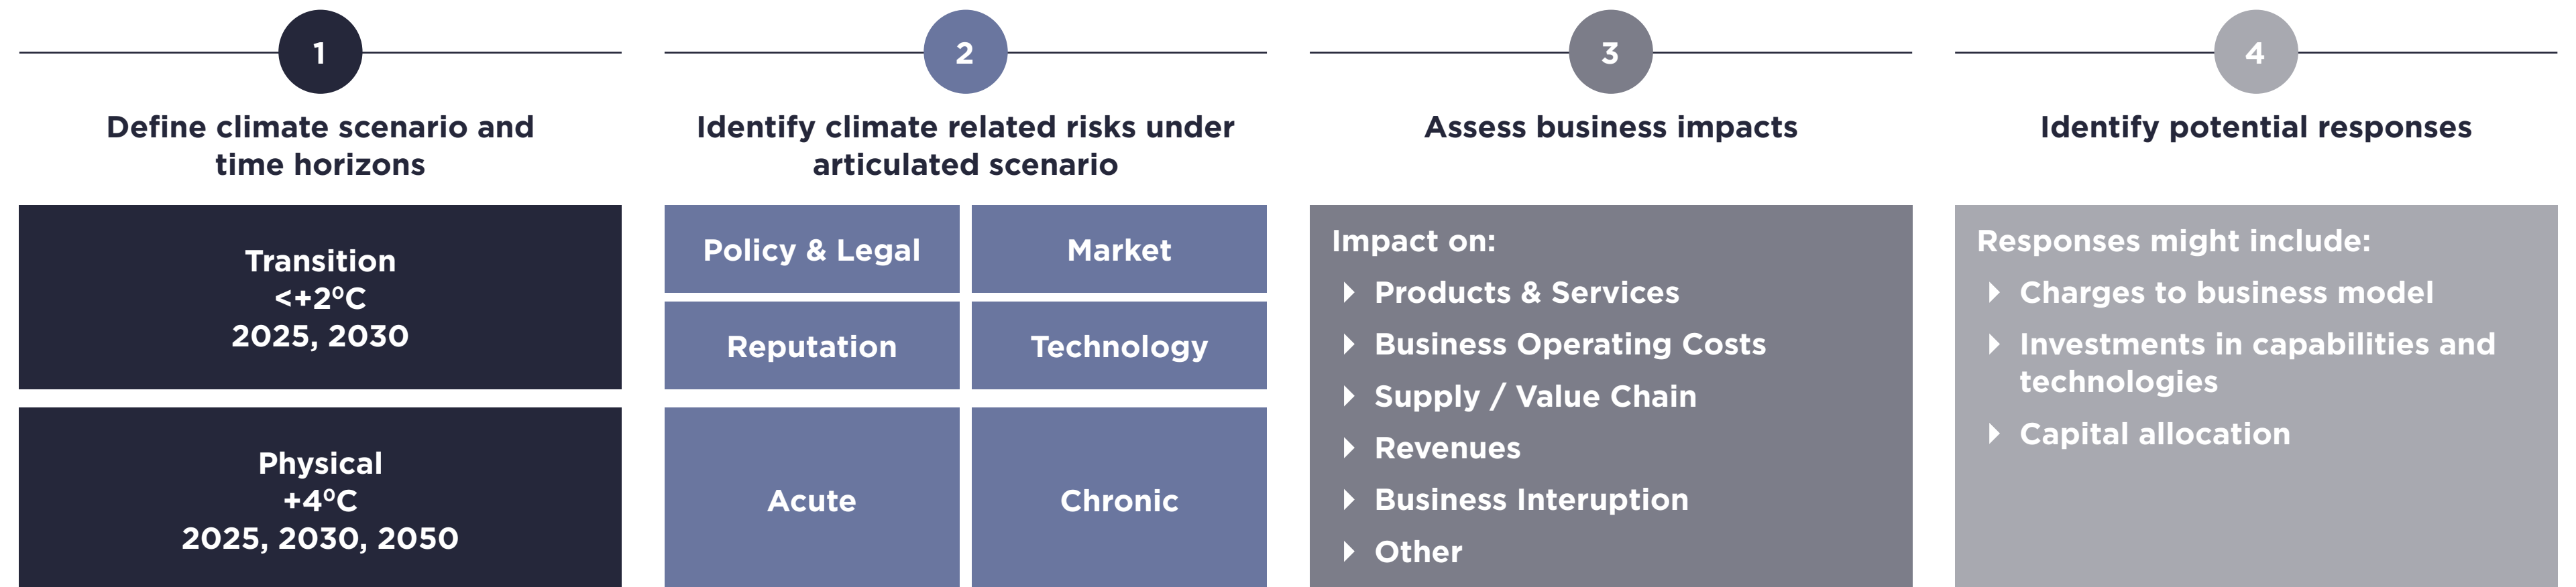 1
Define climate scenario and
time horizons
Transition
<+2⁰C
2025, 2030
Physical
+4⁰C
2025, 2030, 2050
2
Identify climate related risks under
articulated scenario
Policy & Legal
Market
Reputation
Technology
Acute
Chronic
3
Assess business impacts
Impact on:
Products & Services
Business Operating Costs
Supply / Value Chain
Revenues
Business Interuption
Other
4
Identify potential responses
Responses might include:
Charges to business model
Investments in capabilities and
technologies
Capital allocation